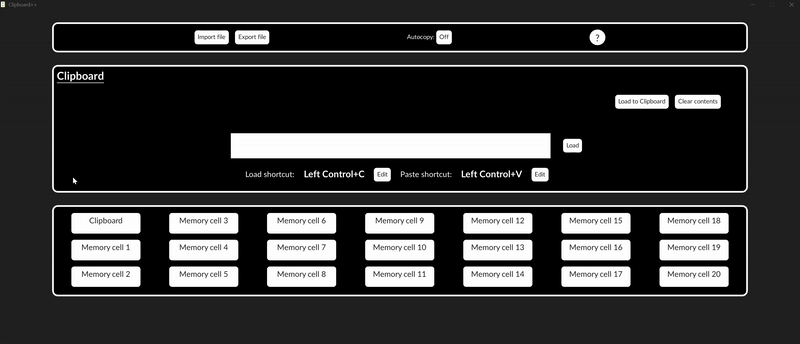 Clipboard++
Import file Export file Autocopy: Off ?
Clipboard
Load to Clipboard Clear contents
Load
Load shortcut: Left Control+C Edit Paste shortcut: Left Control+V Edit
Clipboard Memory cell 3 Memory cell 6 Memory cell 9 Memory cell 12 Memory cell 15 Memory cell 18
Memory cell 1 Memory cell 4 Memory cell 7 Memory cell 10 Memory cell 13 Memory cell 16 Memory cell 19
Memory cell 2 Memory cell 5 Memory cell 8 Memory cell 11 Memory cell 14 Memory cell 17 Memory cell 20